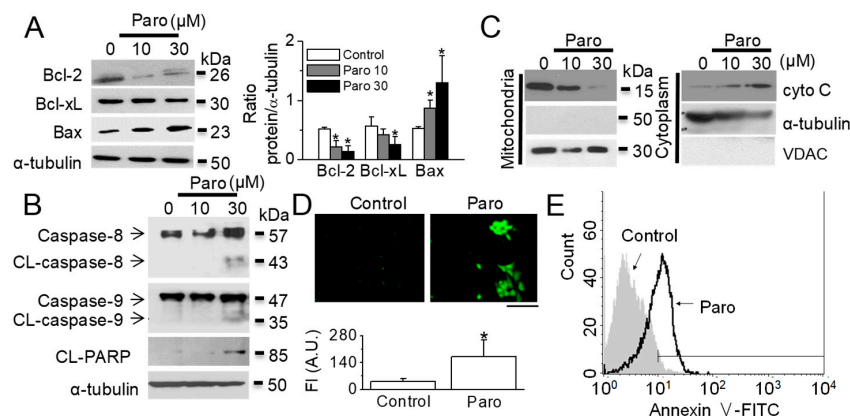 A
Paro (μM)
0 10 30 kDa
Bcl-2 26
Bcl-xL 30
Bax 23
α-tubulin 50
Ratio
protein/α-tubulin
2
1
0
Control
Paro 10
Paro 30
* * * * *
Bcl-2 Bcl-xL Bax
C
Paro Paro
0 10 30 kDa 0 10 30 (μM)
Mitochondria
15
50
30
Cytoplasm
cyto C
α-tubulin
VDAC
B
Paro (μM)
0 10 30 kDa
Caspase-8 57
CL-caspase-8 43
Caspase-9 47
CL-caspase-9 35
CL-PARP 85
α-tubulin 50
D
Control Paro
FI (A.U.)
280
140
0
*
Control Paro
E
Count
80
60
40
20
0
Control
Paro
10⁰ 10¹ 10² 10³ 10⁴
Annexin V-FITC